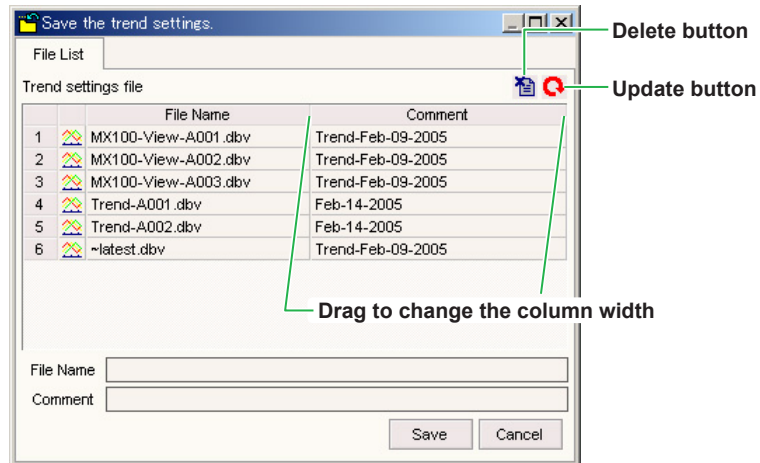 Save the trend settings.
Delete button
File List
Trend settings file
Update button
File Name Comment
1 MX100-View-A001.dbv Trend-Feb-09-2005
2 MX100-View-A002.dbv Trend-Feb-09-2005
3 MX100-View-A003.dbv Trend-Feb-09-2005
4 Trend-A001.dbv Feb-14-2005
5 Trend-A002.dbv Feb-14-2005
6 ~latest.dbv Trend-Feb-09-2005
Drag to change the column width
File Name
Comment
Save Cancel